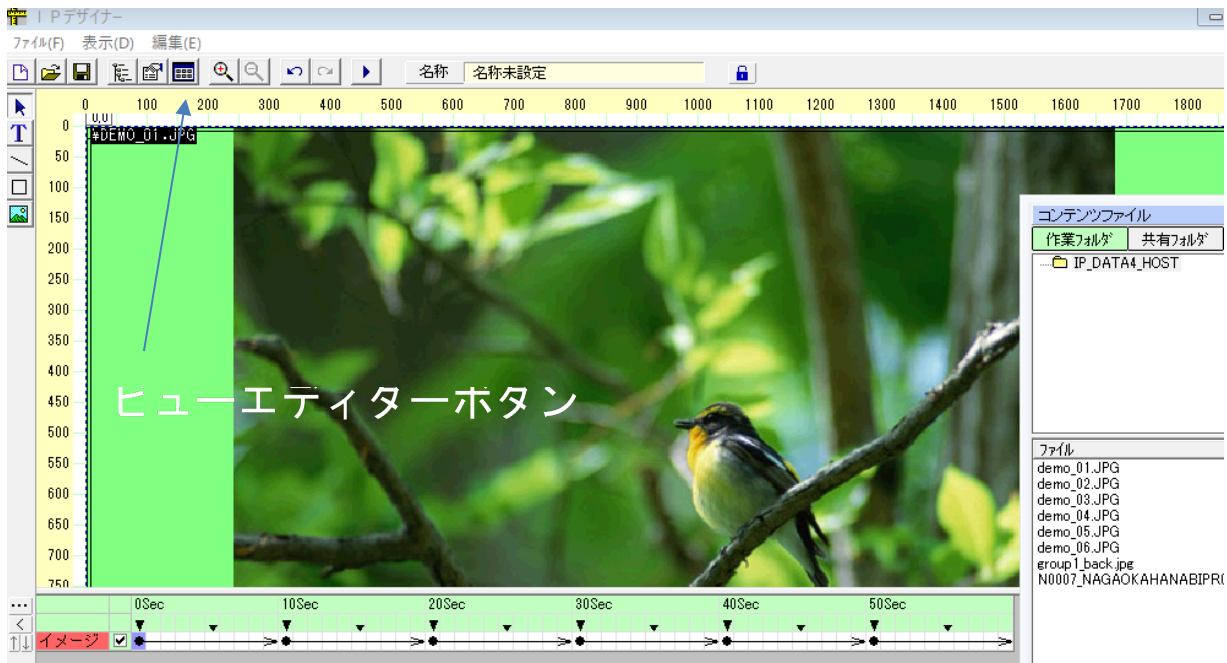 ＩＰデザイナー
ﾌｧｲﾙ(F) 表示(D) 編集(E)
名称 名称未設定
0 100 200 300 400 500 600 700 800 900 1000 1100 1200 1300 1400 1500 1600 1700 1800
0,0
¥DEMO_01.JPG
0
50
100
150
200
250
300
350
400
450
500
550
600
650
700
750
T
ヒューエディターボタン
コンテンツファイル
作業ﾌｫﾙﾀﾞ 共有ﾌｫﾙﾀﾞ
IP_DATA4_HOST
ﾌｧｲﾙ
demo_01.JPG
demo_02.JPG
demo_03.JPG
demo_04.JPG
demo_05.JPG
demo_06.JPG
group1_back.jpg
N0007_NAGAOKAHANABIPR
0Sec 10Sec 20Sec 30Sec 40Sec 50Sec
イメージ